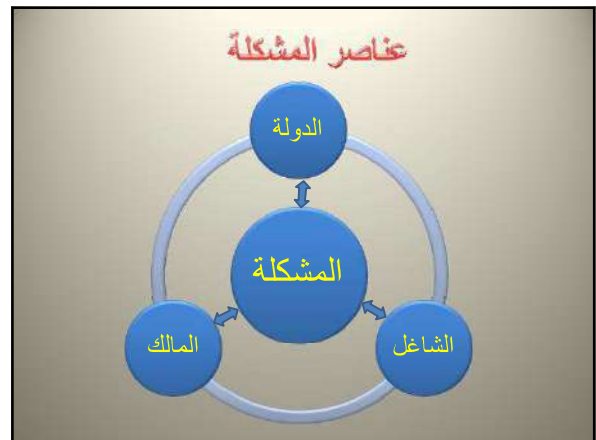 عناصر المشكلة
الدولة
المشكلة
الشاغل
المالك